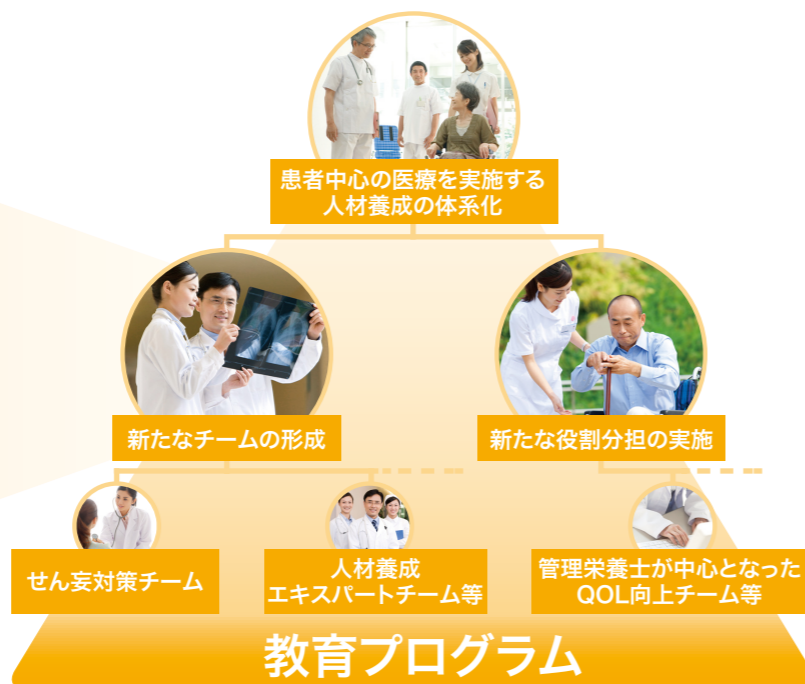 患者中心の医療を実施する
人材養成の体系化
新たなチームの形成
新たな役割分担の実施
せん妄対策チーム
人材養成
エキスパートチーム等
管理栄養士が中心となった
QOL向上チーム等
教育プログラム